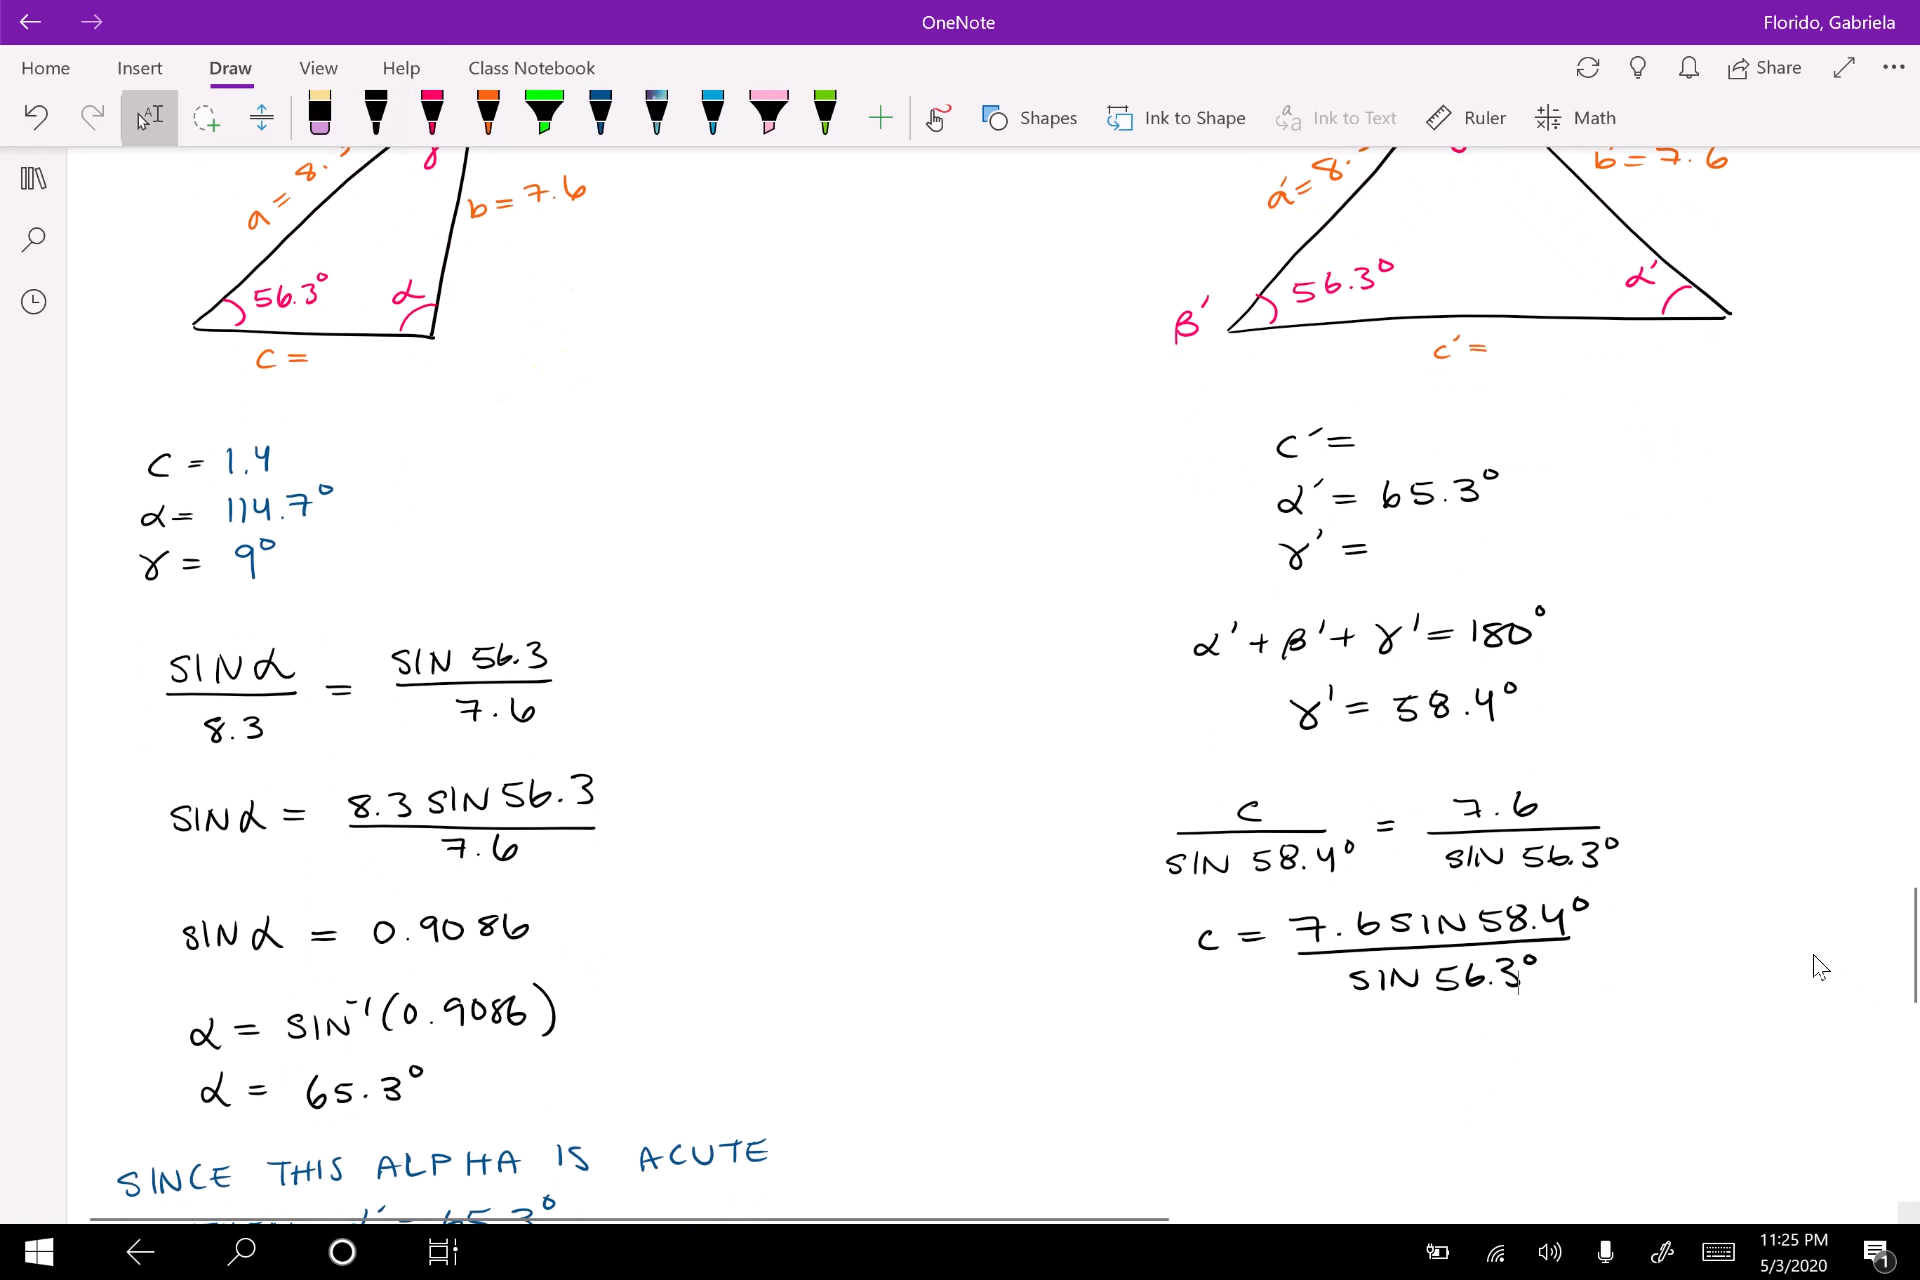 OneNote
Florido, Gabriela
Home Insert Draw View Help Class Notebook Share
Shapes Ink to Shape Ink to Text Ruler Math
a = 8.
γ
b = 7.6
56.3° α
c =
a' = 8.
b' = 7.6
β' 56.3° α'
c' =
c = 1.4
α = 114.7°
γ = 9°
SIN α / 8.3 = SIN 56.3 / 7.6
SIN α = 8.3 SIN 56.3 / 7.6
SIN α = 0.9086
α = SIN⁻¹(0.9086)
α = 65.3°
SINCE THIS ALPHA IS ACUTE
c' =
α' = 65.3°
γ' =
α' + β' + γ' = 180°
γ' = 58.4°
c / SIN 58.4° = 7.6 / SIN 56.3°
c = 7.6 SIN 58.4° / SIN 56.3°
11:25 PM
5/3/2020
1